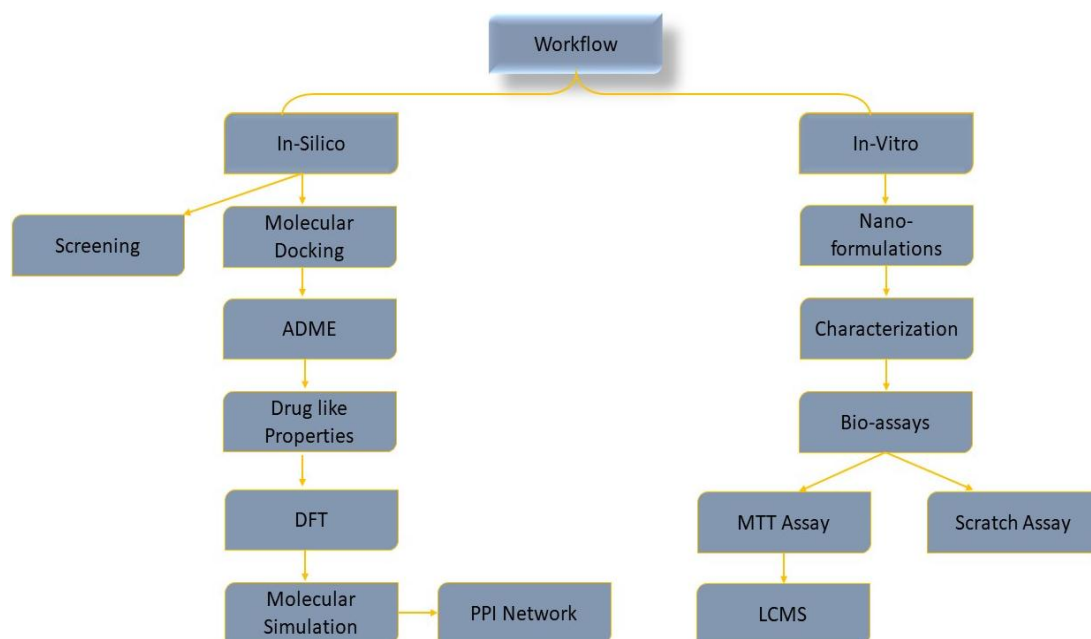 Workflow
In-Silico
In-Vitro
Screening
Molecular
Docking
Nano-
formulations
ADME
Characterization
Drug like
Properties
Bio-assays
DFT
MTT Assay
Scratch Assay
Molecular
Simulation
PPI Network
LCMS